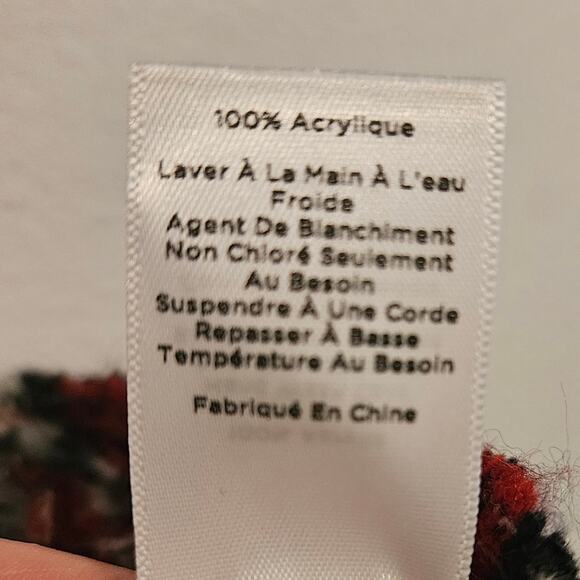 100% Acrylique
Laver À La Main À L'eau
Froide
Agent De Blanchiment
Non Chloré Seulement
Au Besoin
Suspendre À Une Corde
Repasser À Basse
Température Au Besoin
Fabriqué En Chine